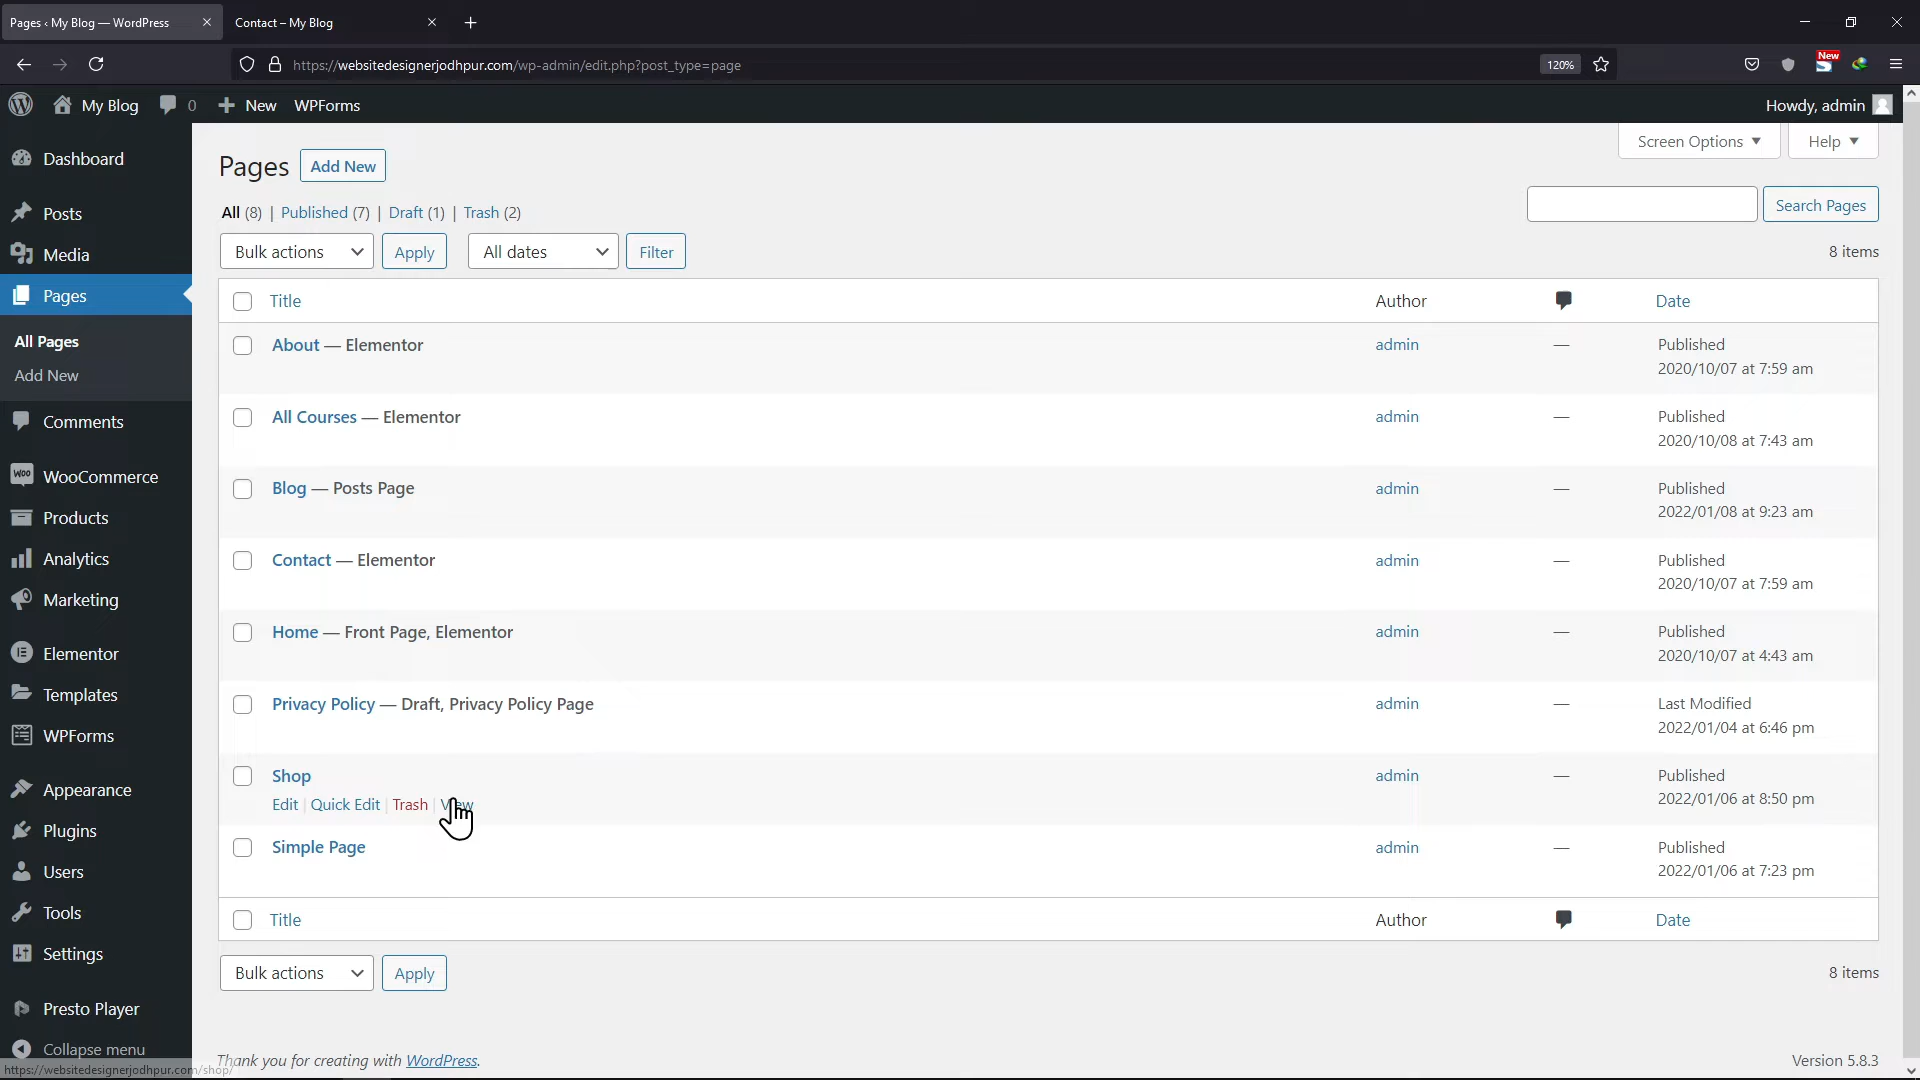 Pages ‹ My Blog — WordPress
Contact – My Blog
https://websitedesignerjodhpur.com/wp-admin/edit.php?post_type=page
120%
New
My Blog
0
New
WPForms
Howdy, admin
Dashboard
Posts
Media
Pages
All Pages
Add New
Comments
WooCommerce
Products
Analytics
Marketing
Elementor
Templates
WPForms
Appearance
Plugins
Users
Tools
Settings
Presto Player
Collapse menu
Screen Options
Help
Pages
Add New
All (8) | Published (7) | Draft (1) | Trash (2)
Search Pages
Bulk actions
Apply
All dates
Filter
8 items
Title Author Date
About — Elementor admin — Published
2020/10/07 at 7:59 am
All Courses — Elementor admin — Published
2020/10/08 at 7:43 am
Blog — Posts Page admin — Published
2022/01/08 at 9:23 am
Contact — Elementor admin — Published
2020/10/07 at 7:59 am
Home — Front Page, Elementor admin — Published
2020/10/07 at 4:43 am
Privacy Policy — Draft, Privacy Policy Page admin — Last Modified
2022/01/04 at 6:46 pm
Shop admin — Published
Edit | Quick Edit | Trash | View 2022/01/06 at 8:50 pm
Simple Page admin — Published
2022/01/06 at 7:23 pm
Title Author Date
Bulk actions
Apply
8 items
Thank you for creating with WordPress.
Version 5.8.3
https://websitedesignerjodhpur.com/shop/